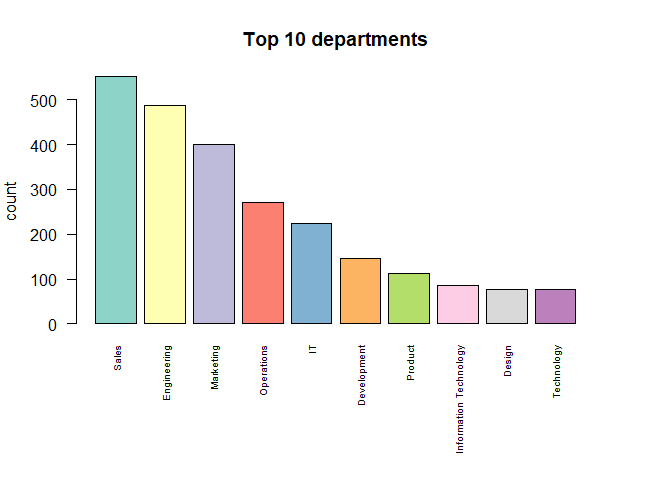 Top 10 departments
count
500
400
300
200
100
0
Sales
Engineering
Marketing
Operations
IT
Development
Product
Information Technology
Design
Technology